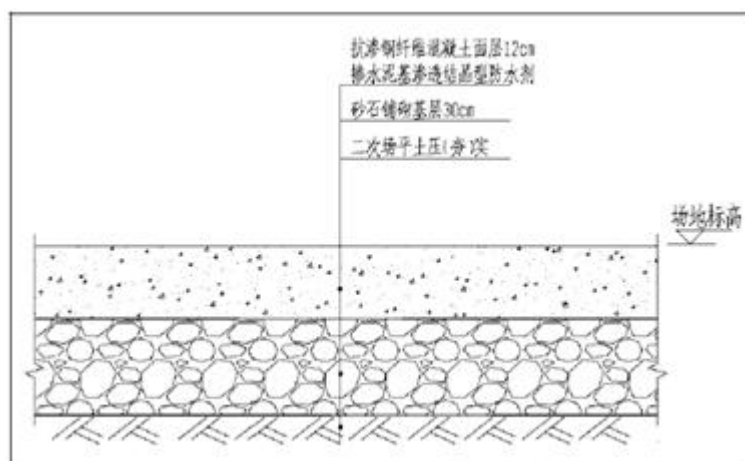 抗渗钢纤维混凝土面层12cm
掺水泥基渗透结晶型防水剂
砂石铺砌基层30cm
二次场平土压(夯)实
场地标高